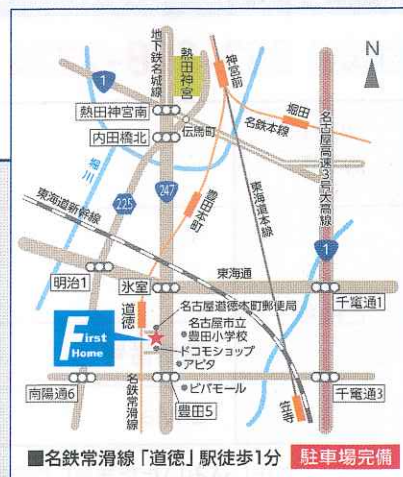 N
1
地下鉄名城線
熱田神宮
神宮前
熱田神宮南
伝馬町
堀田
名鉄本線
名古屋高速3号大高線
内田橋北
堀川
247
225
豊田本町
東海道本線
東海道新幹線
1
東海通
明治1
氷室
千竃通1
道徳
名古屋道徳本町郵便局
名古屋市立
豊田小学校
First
Home
ドコモショップ
アピタ
ビバモール
南陽通6
名鉄常滑線
豊田5
笠寺
千竃通3
■名鉄常滑線「道徳」駅徒歩1分 駐車場完備